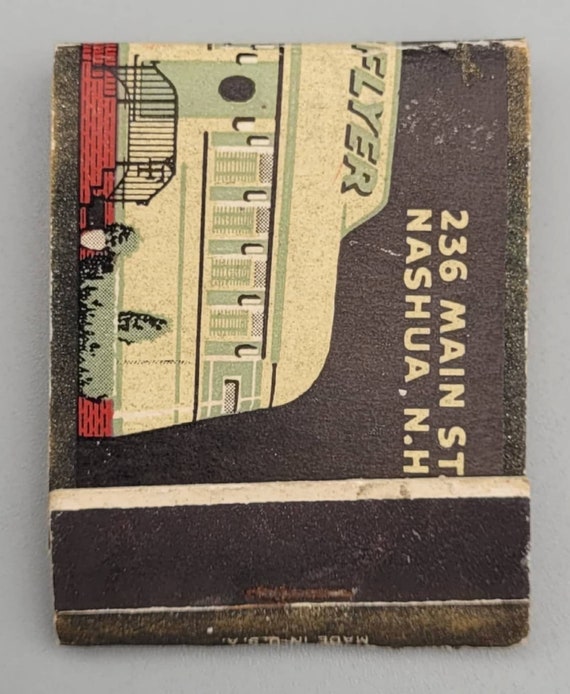 -FLYER
236 MAIN ST
NASHUA N.H
MADE IN U.S.A.